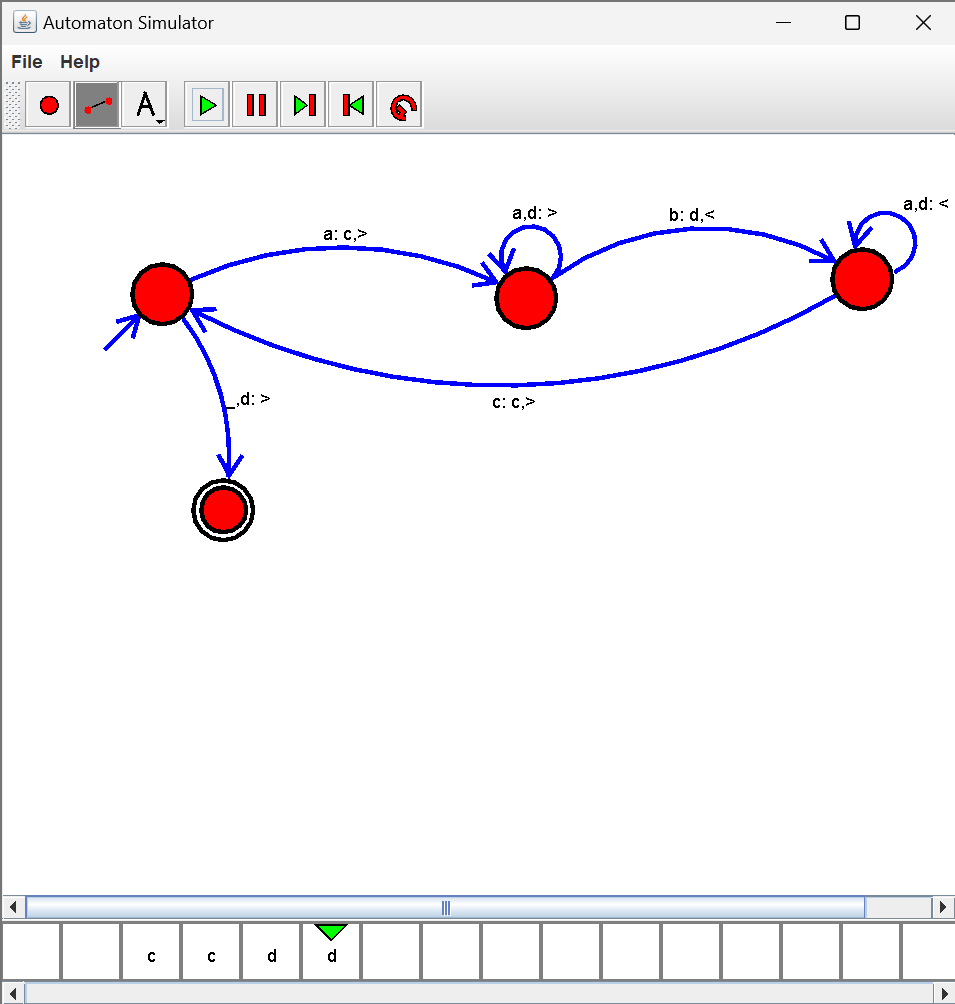 Automaton Simulator
File Help
A
a,d: <
a,d: >
b: d,<
a: c,>
_,d: >
c: c,>
c c d d